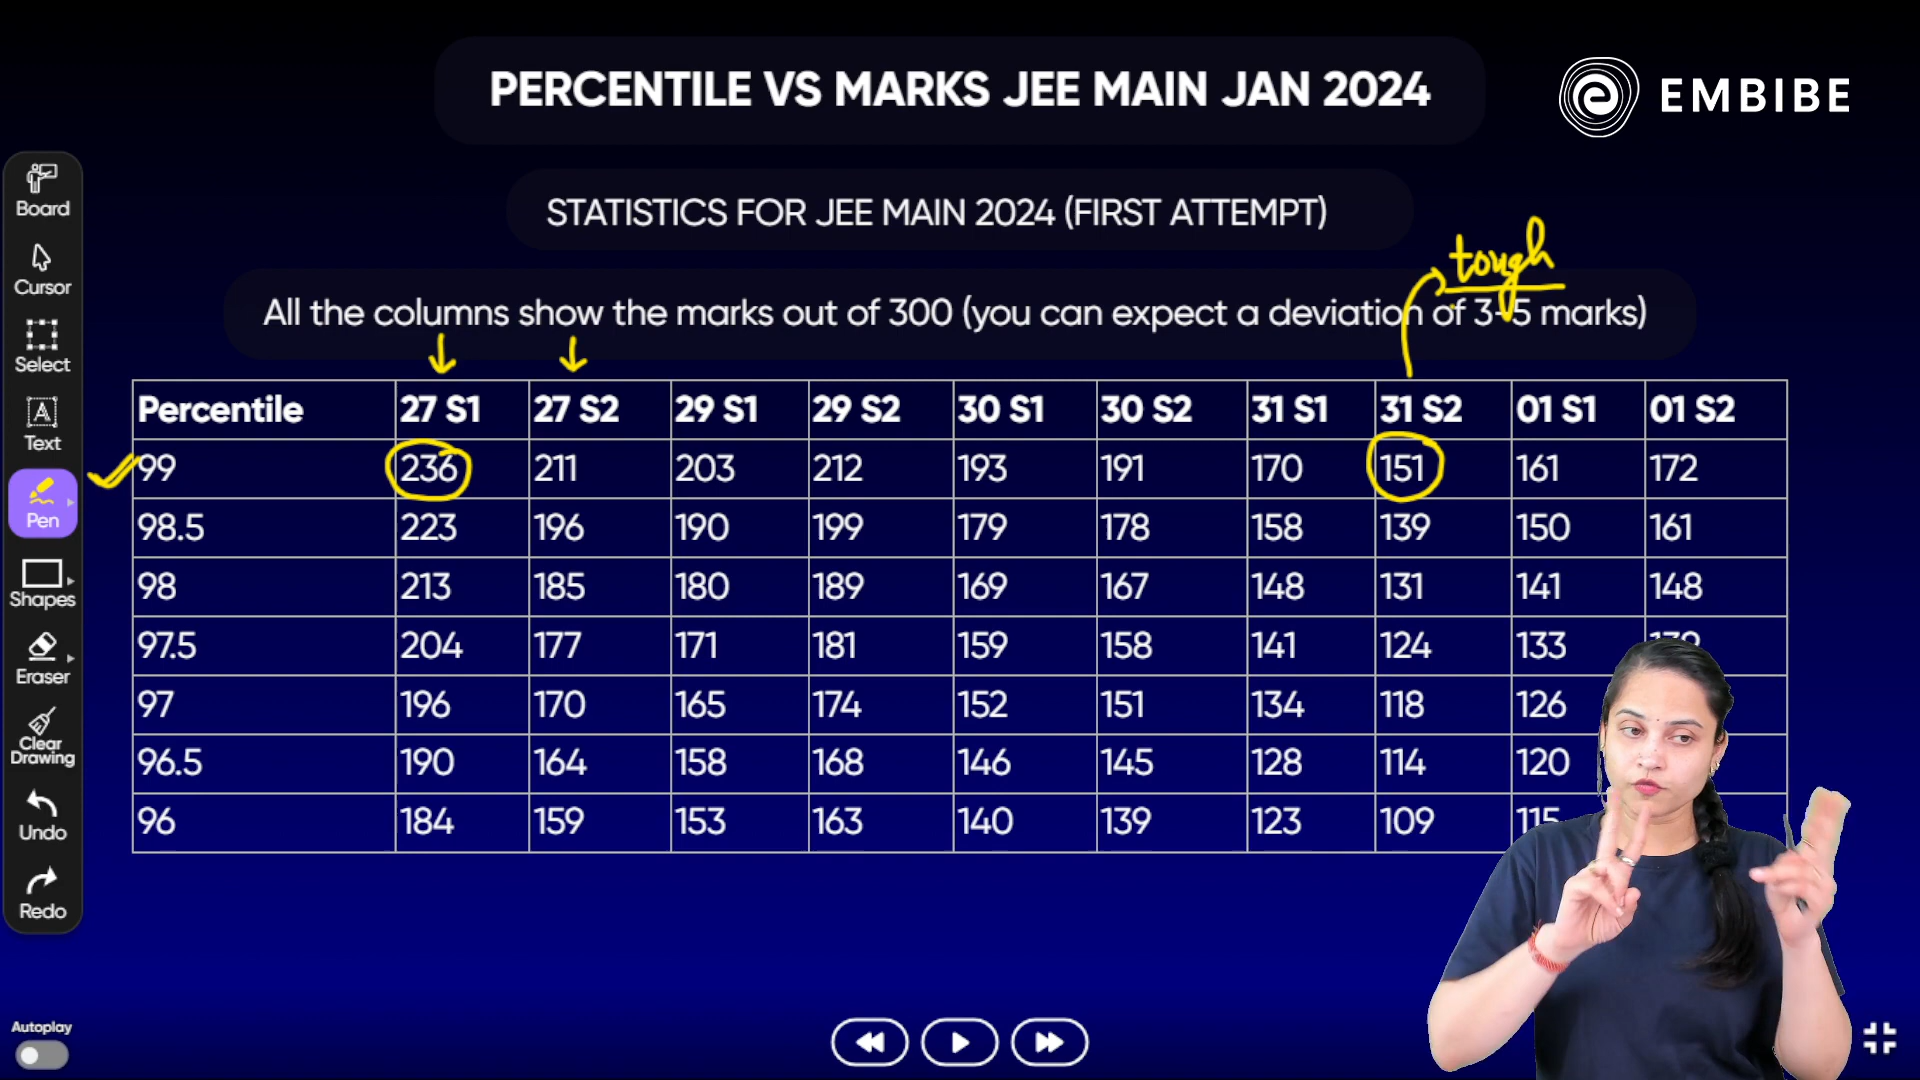 PERCENTILE VS MARKS JEE MAIN JAN 2024
EMBIBE
STATISTICS FOR JEE MAIN 2024 (FIRST ATTEMPT)
tough
All the columns show the marks out of 300 (you can expect a deviation of 3-5 marks)
Board
Cursor
Select
Text
Pen
Shapes
Eraser
Clear
Drawing
Undo
Redo
Percentile 27 S1 27 S2 29 S1 29 S2 30 S1 30 S2 31 S1 31 S2 01 S1 01 S2
99 236 211 203 212 193 191 170 151 161 172
98.5 223 196 190 199 179 178 158 139 150 161
98 213 185 180 189 169 167 148 131 141 148
97.5 204 177 171 181 159 158 141 124 133
97 196 170 165 174 152 151 134 118 126
96.5 190 164 158 168 146 145 128 114 120
96 184 159 153 163 140 139 123 109 115
Autoplay